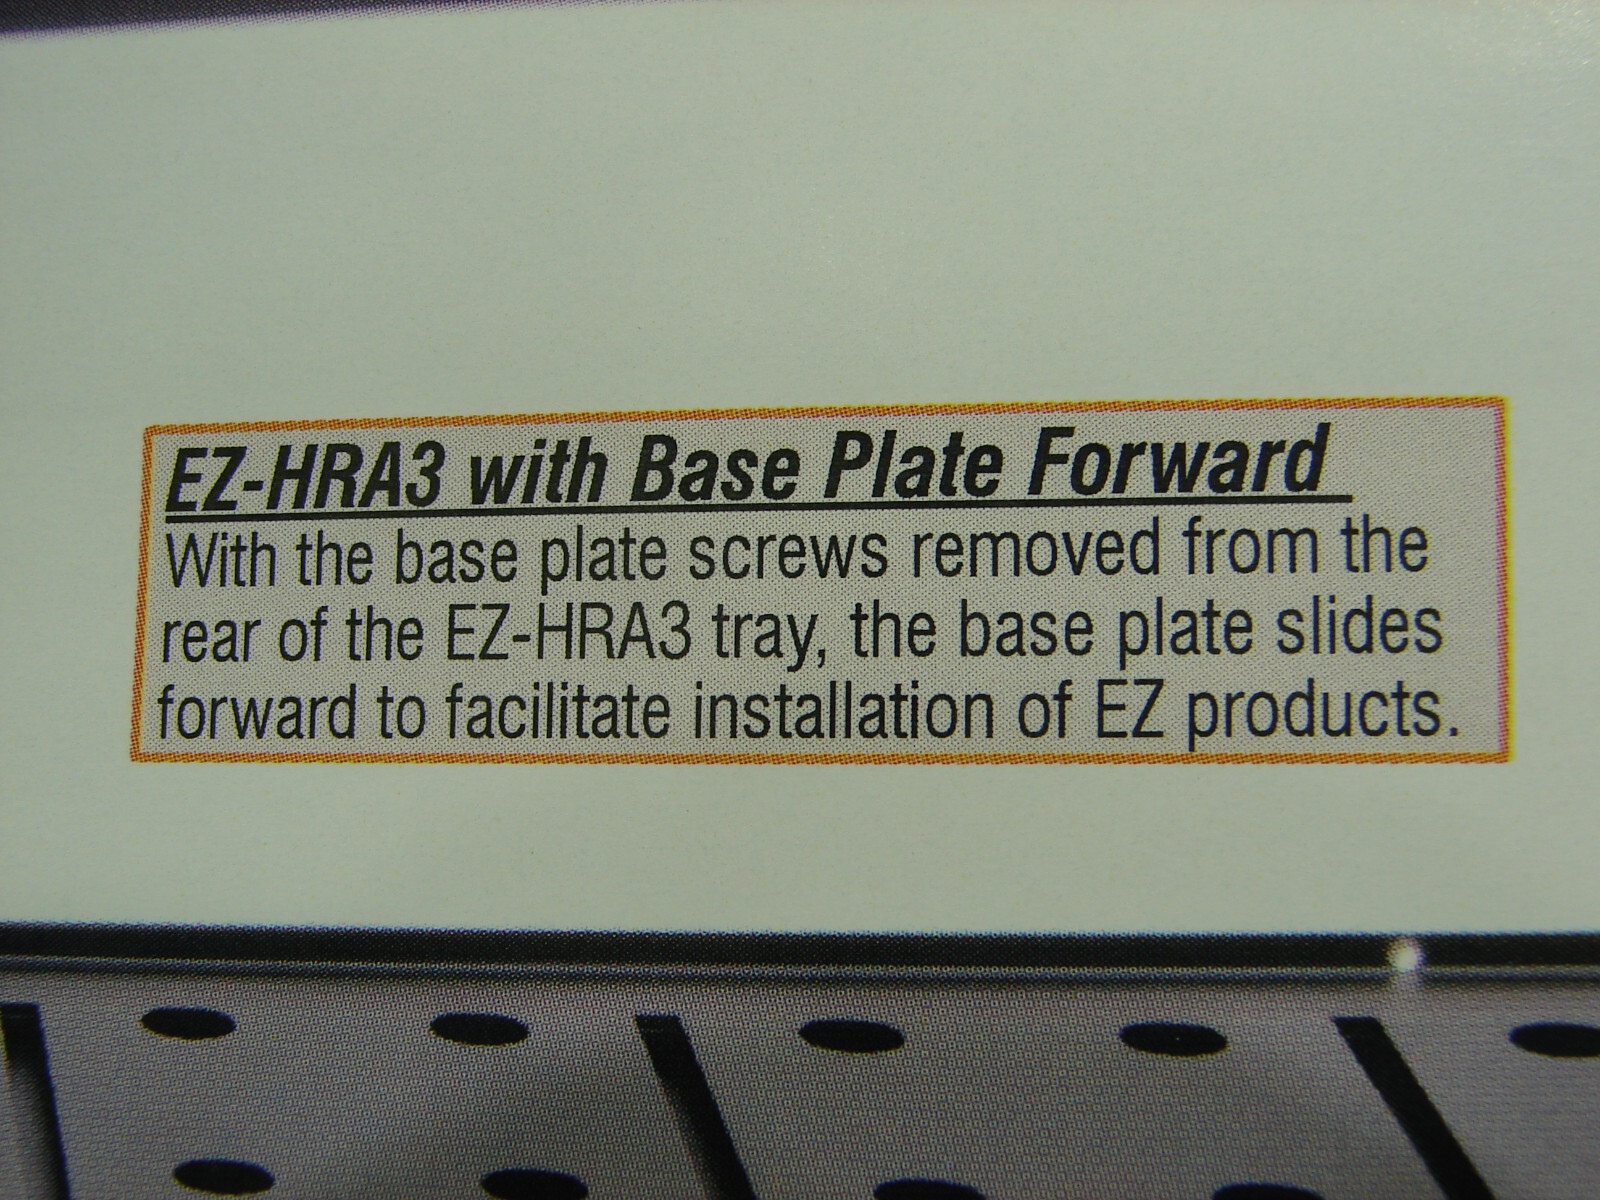 EZ-HRA3 with Base Plate Forward
With the base plate screws removed from the
rear of the EZ-HRA3 tray, the base plate slides
forward to facilitate installation of EZ products.